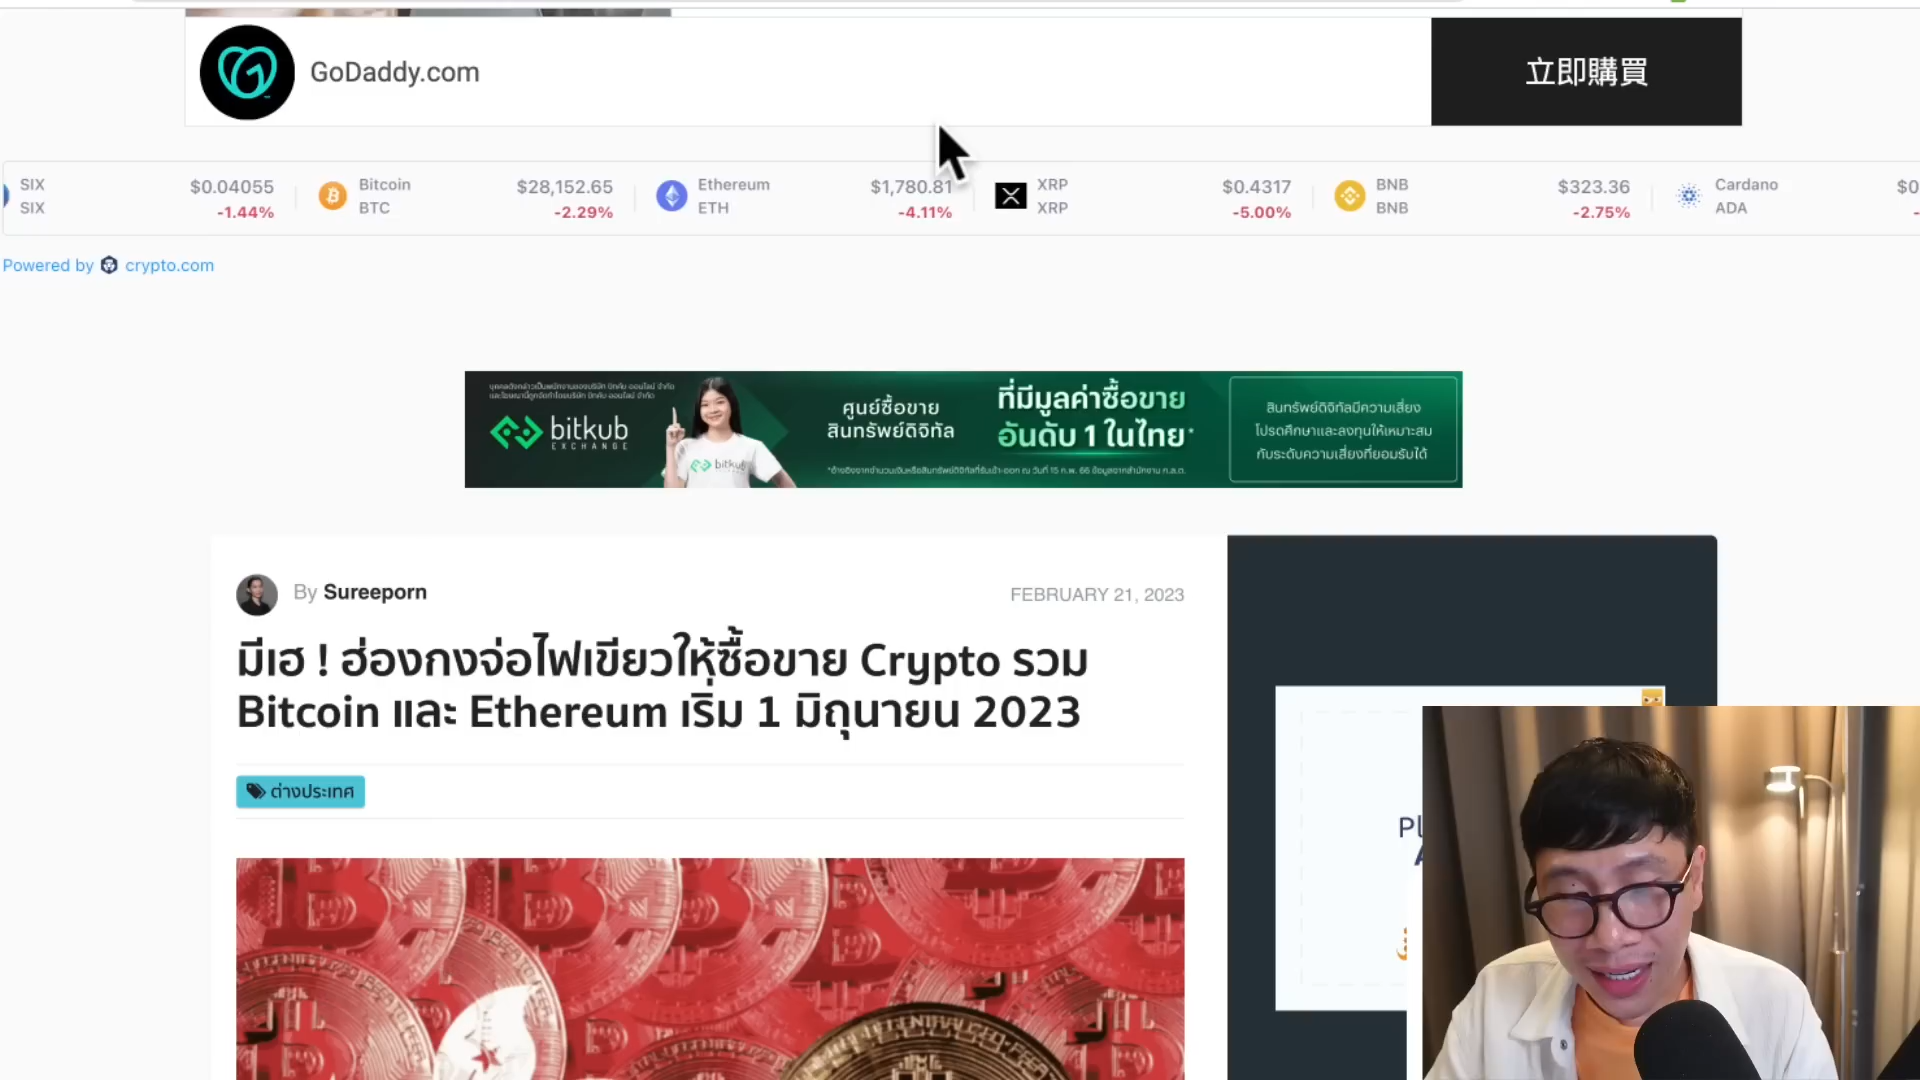 GoDaddy.com
立即購買
SIX
SIX
$0.04055
-1.44%
Bitcoin
BTC
$28,152.65
-2.29%
Ethereum
ETH
$1,780.81
-4.11%
XRP
XRP
$0.4317
-5.00%
BNB
BNB
$323.36
-2.75%
Cardano
ADA
$0
Powered by crypto.com
bitkub
EXCHANGE
bitkub
ศูนย์ซื้อขาย
สินทรัพย์ดิจิทัล
ที่มีมูลค่าซื้อขาย
อันดับ 1 ในไทย*
สินทรัพย์ดิจิทัลมีความเสี่ยง
โปรดศึกษาและลงทุนให้เหมาะสม
กับระดับความเสี่ยงที่ยอมรับได้
By Sureeporn
FEBRUARY 21, 2023
มีเฮ ! ฮ่องกงจ่อไฟเขียวให้ซื้อขาย Crypto รวม
Bitcoin และ Ethereum เริ่ม 1 มิถุนายน 2023
ต่างประเทศ
Pl